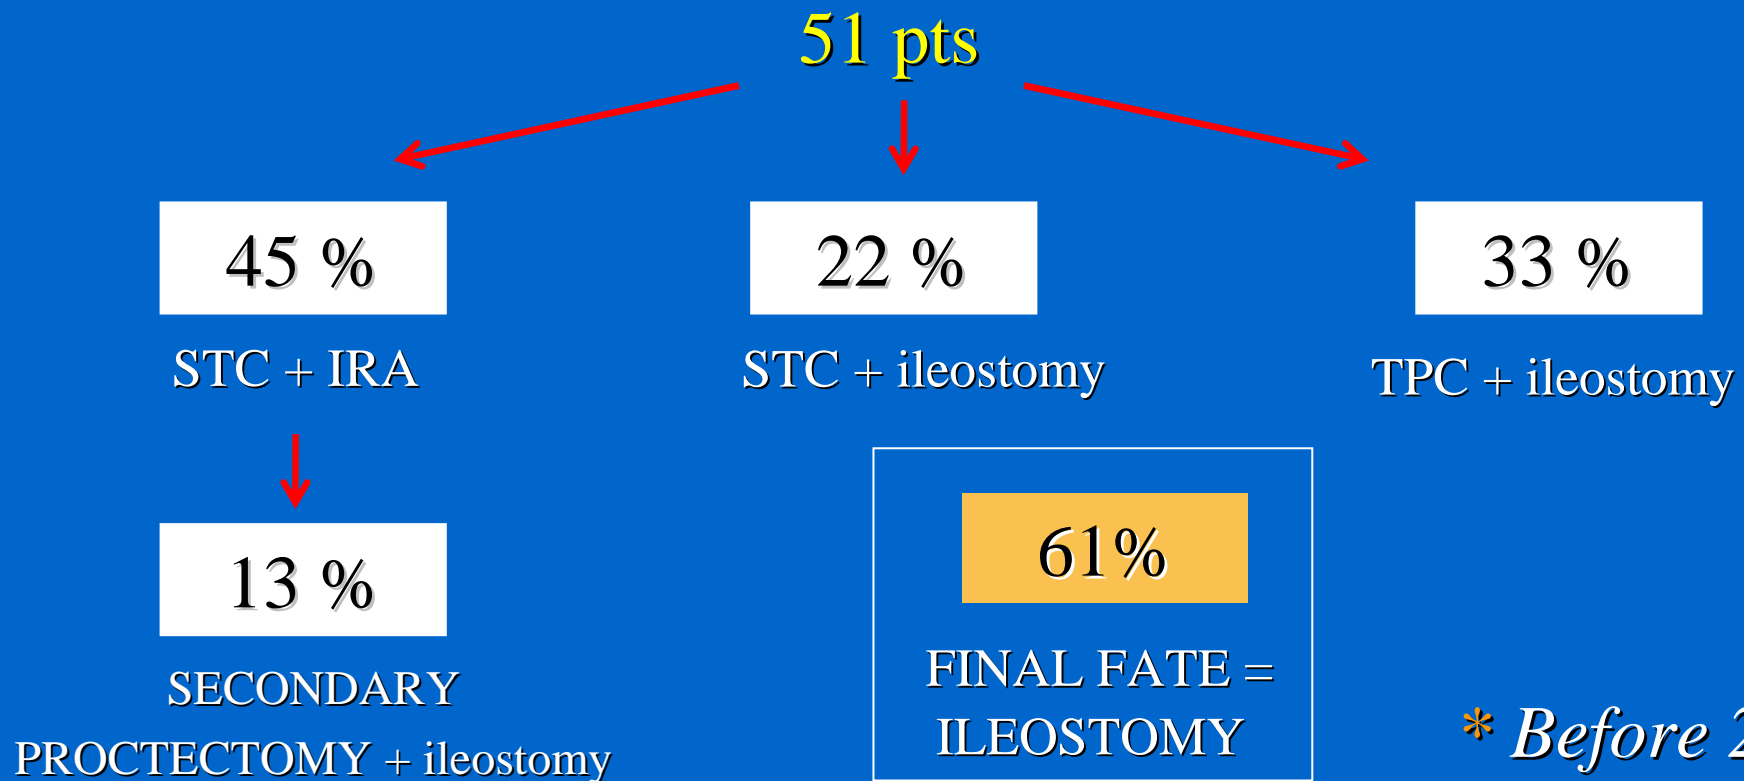 51 pts
45 %
22 %
33 %
STC + IRA
STC + ileostomy
TPC + ileostomy
13 %
SECONDARY
PROCTECTOMY + ileostomy
61%
FINAL FATE =
ILEOSTOMY
* Before